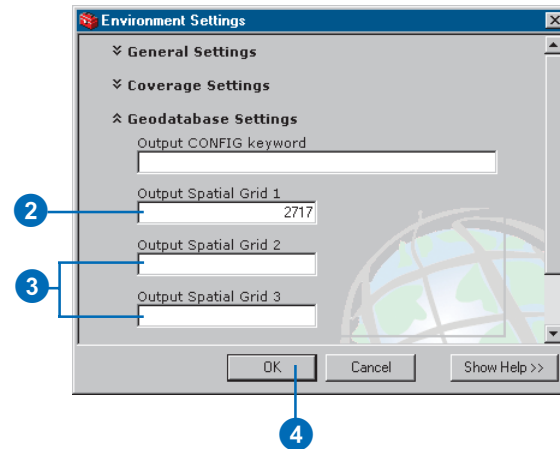 Environment Settings
General Settings
Coverage Settings
Geodatabase Settings
Output CONFIG keyword
Output Spatial Grid 1
2 2717
Output Spatial Grid 2
3
Output Spatial Grid 3
OK Cancel Show Help >>
4